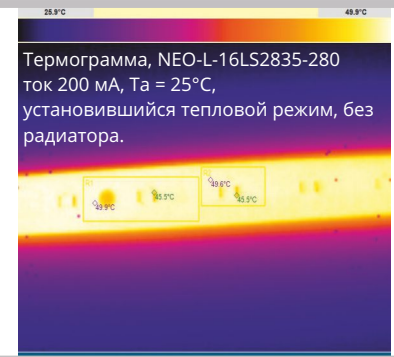 25.9°C 49.9°C
Термограмма, NEO-L-16LS2835-280
ток 200 мА, Ta = 25°C,
установившийся тепловой режим, без
радиатора.
49.6°C
49.9°C 45.5°C 45.5°C